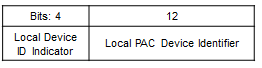 Bits: 4 12
Local Device Local PAC Device Identifier
ID Indicator